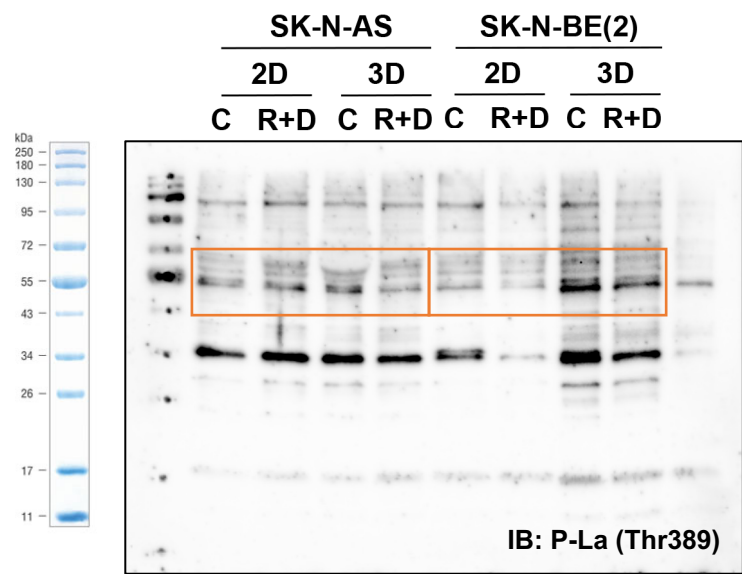 SK-N-AS SK-N-BE(2)
2D 3D 2D 3D
C R+D C R+D C R+D C R+D
kDa
250
180
130
95
72
55
43
34
26
17
11
IB: P-La (Thr389)